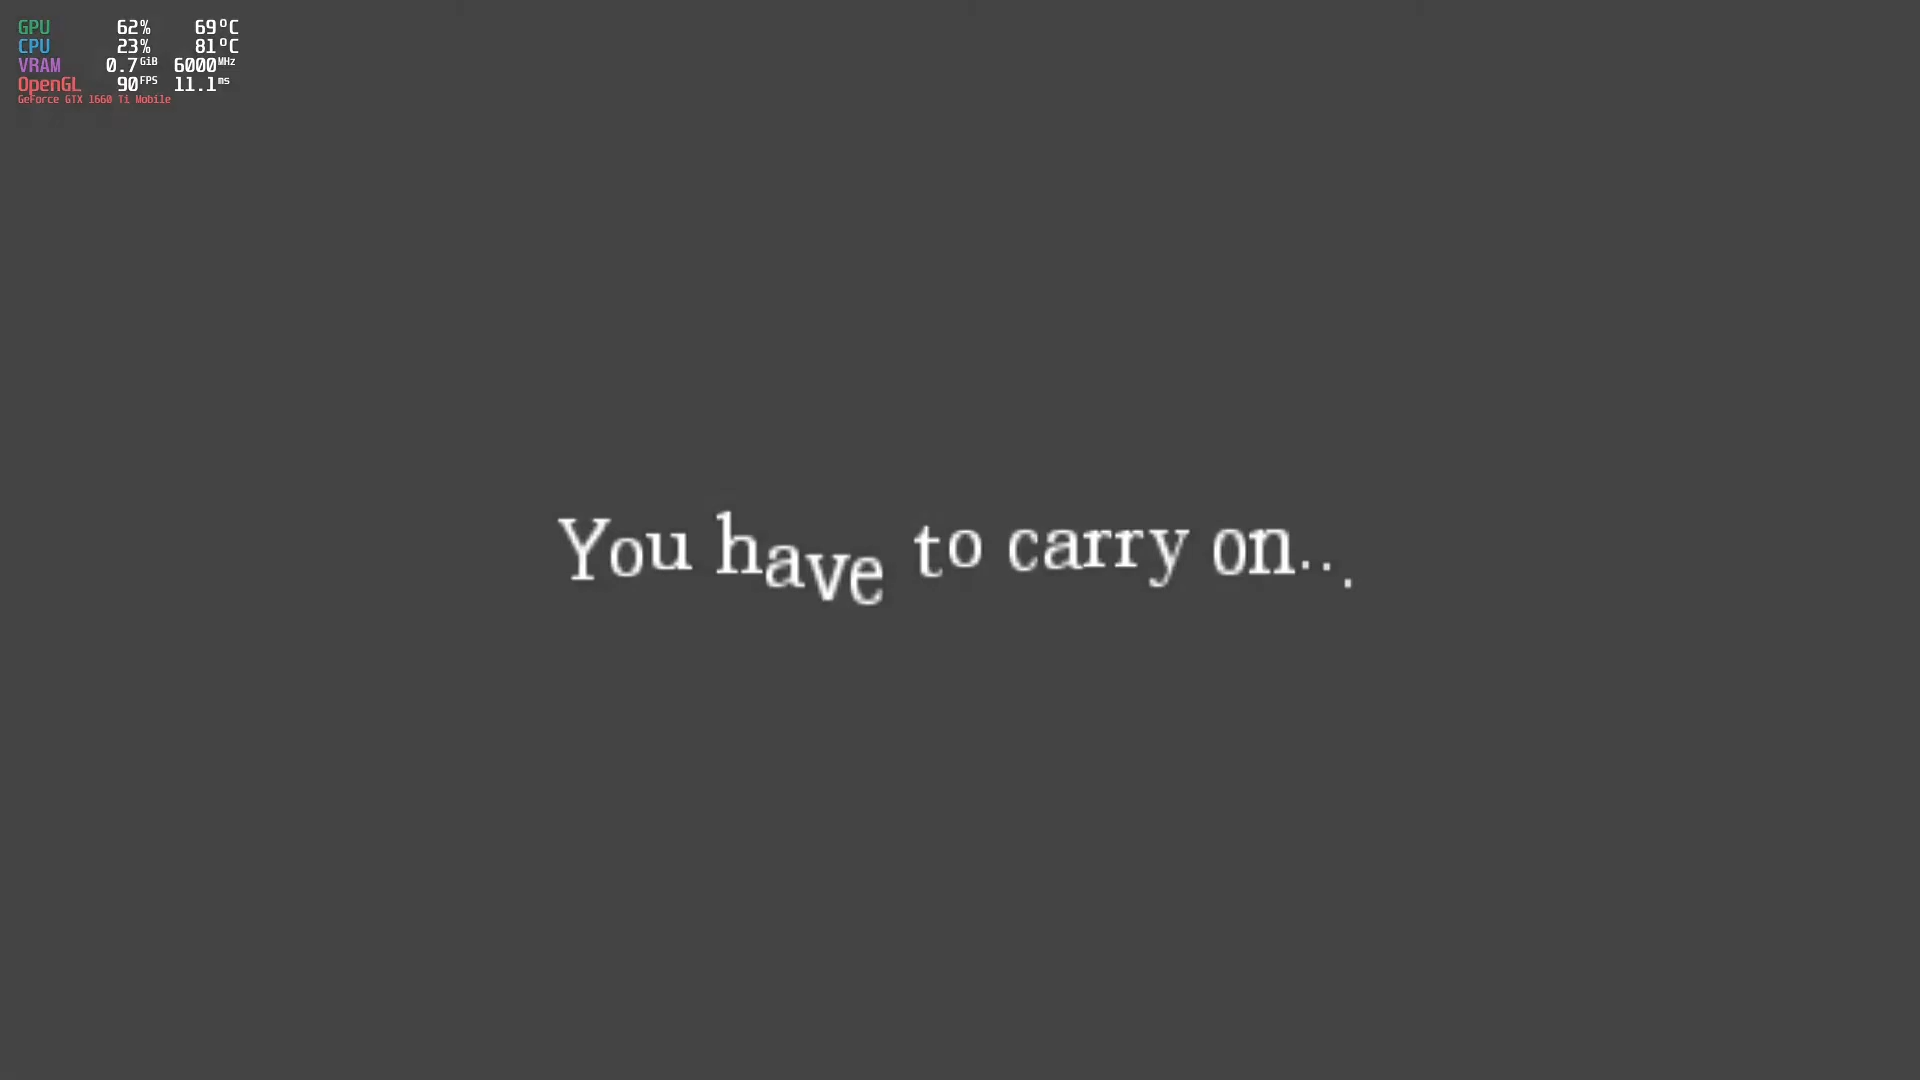 GPU 62% 69°C
CPU 23% 81°C
VRAM 0.7GiB 6000MHz
OpenGL 90FPS 11.1ms
GeForce GTX 1660 Ti Mobile
You have to carry on...